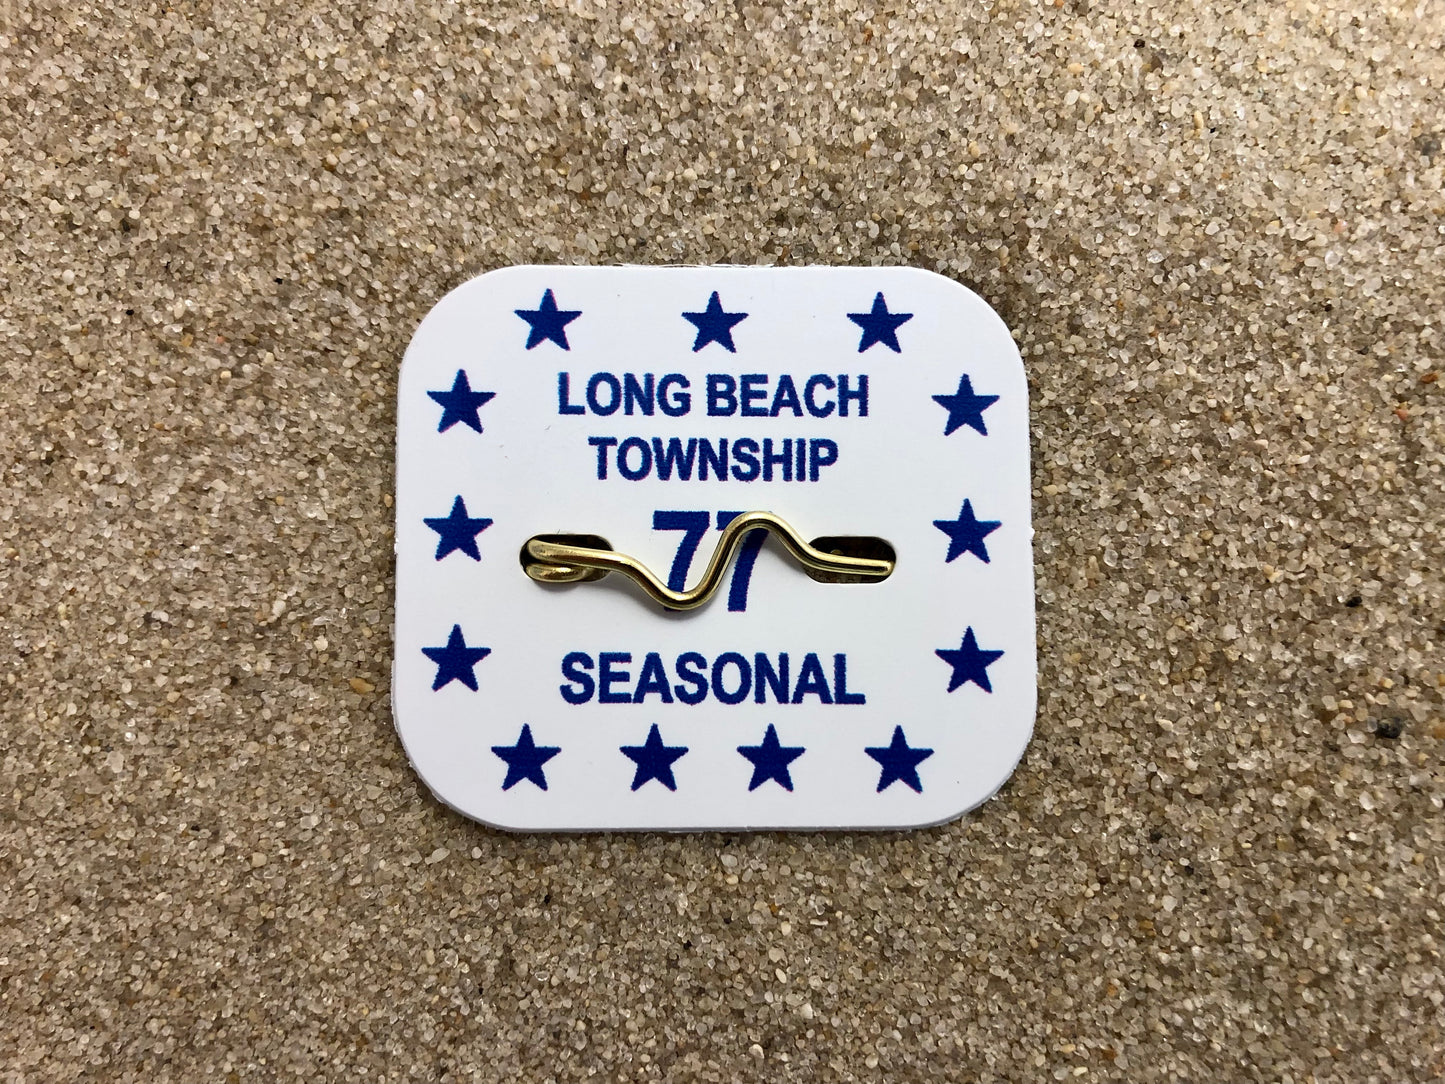 LONG BEACH
TOWNSHIP
77
SEASONAL